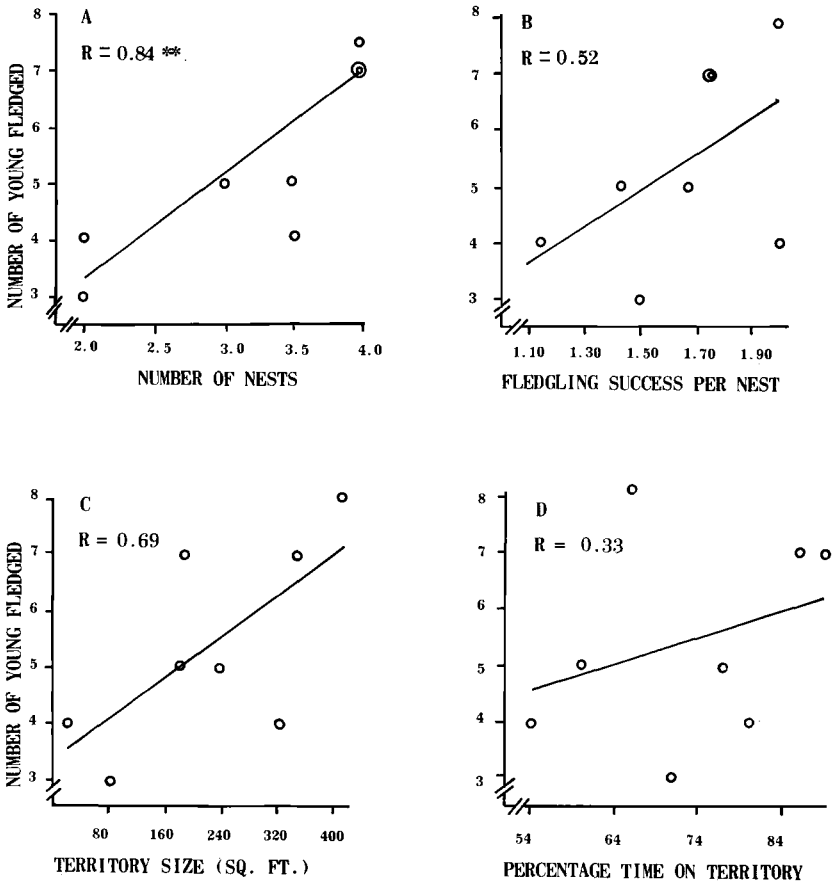 A
R = 0.84 **
8
7
6
5
4
3
2.0 2.5 3.0 3.5 4.0
NUMBER OF NESTS
NUMBER OF YOUNG FLEDGED
B
R = 0.52
8
7
6
5
4
3
1.10 1.30 1.50 1.70 1.90
FLEDGLING SUCCESS PER NEST
C
R = 0.69
8
7
6
5
4
3
80 160 240 320 400
TERRITORY SIZE (SQ. FT.)
NUMBER OF YOUNG FLEDGED
D
R = 0.33
8
7
6
5
4
3
54 64 74 84
PERCENTAGE TIME ON TERRITORY